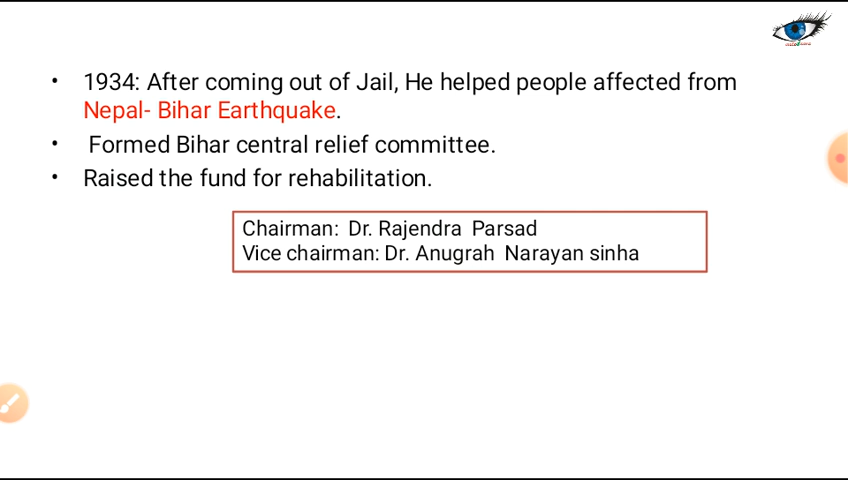 • 1934: After coming out of Jail, He helped people affected from
Nepal- Bihar Earthquake.
• Formed Bihar central relief committee.
• Raised the fund for rehabilitation.
Chairman: Dr. Rajendra Parsad
Vice chairman: Dr. Anugrah Narayan sinha